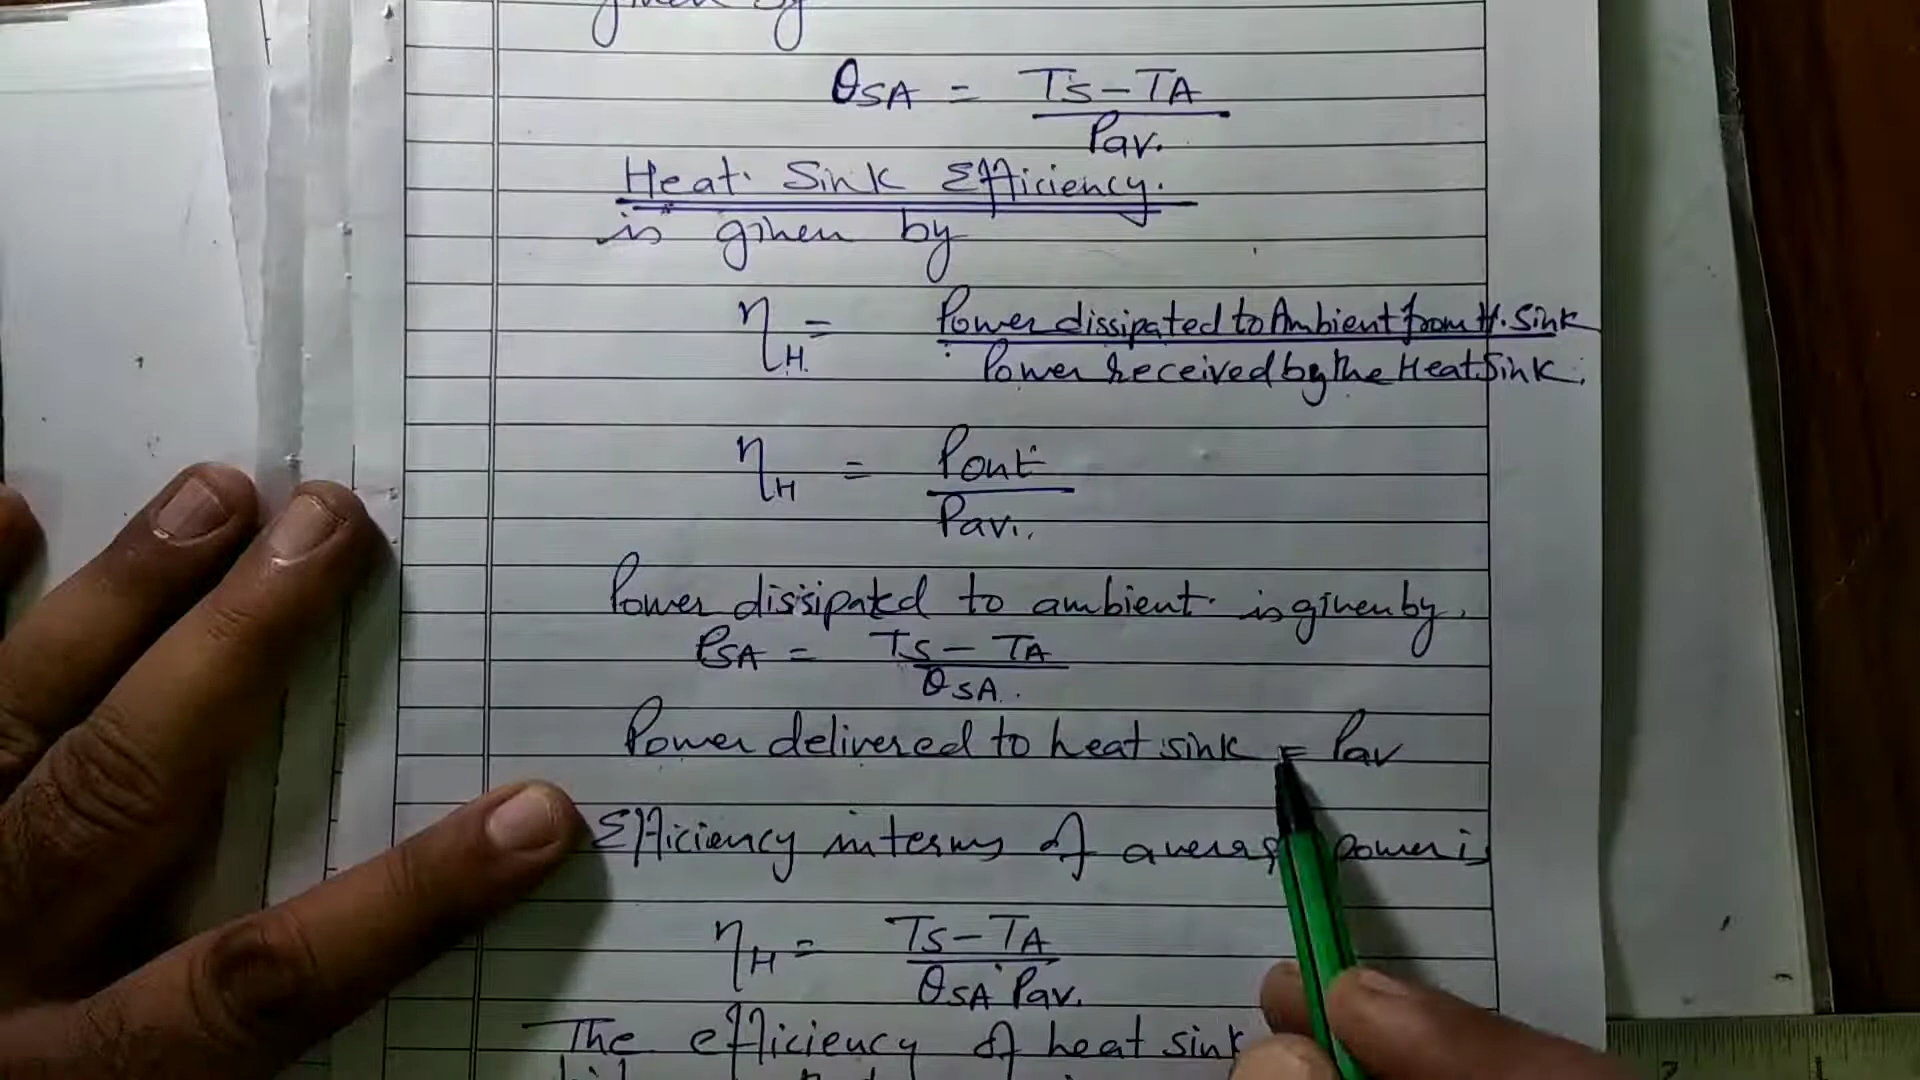 given by
θSA = TS - TA
Pav.
Heat Sink Efficiency.
is given by
ηH = Power dissipated to Ambient from H. Sink
Power received by the Heat Sink.
ηH = Pout
Pav.
Power dissipated to ambient is given by.
PSA = TS - TA
θSA.
Power delivered to heat sink = Pav
Efficiency interms of average power is
ηH = TS - TA
θSA Pav.
The efficiency of heat sink